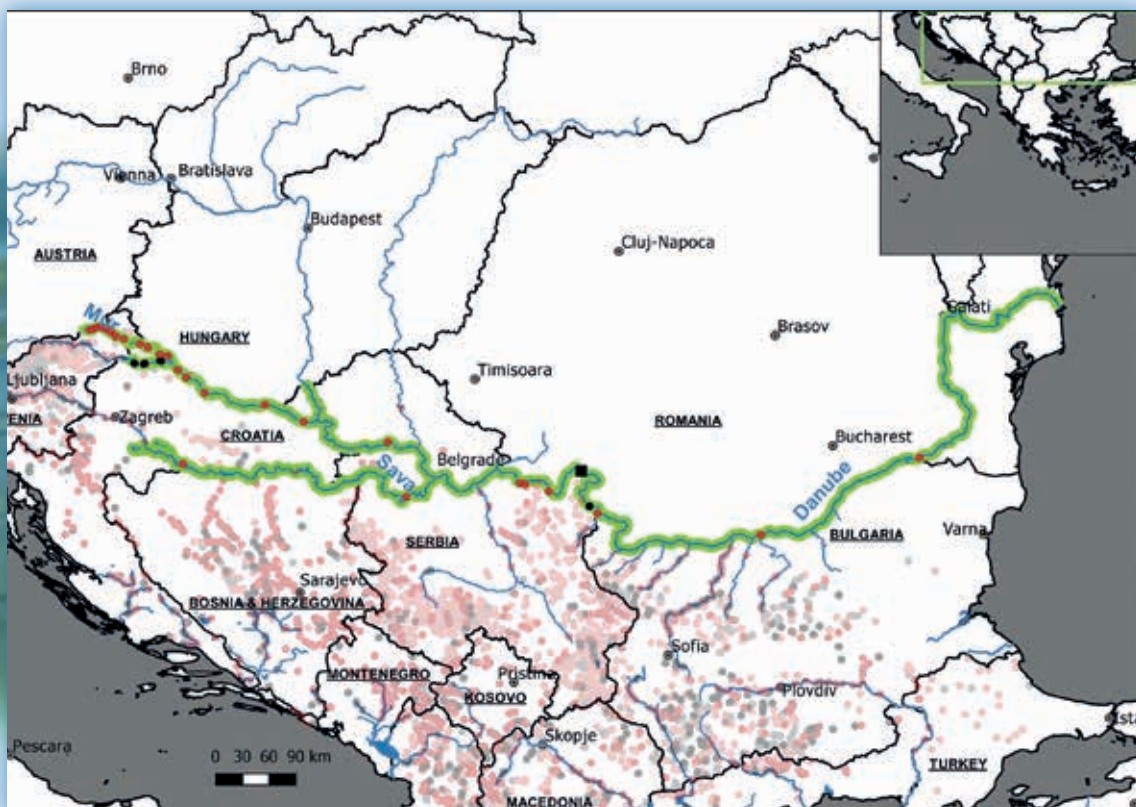 Brno
Vienna
Bratislava
Budapest
AUSTRIA
Cluj-Napoca
Galati
HUNGARY
Brasov
Ljubljana
Timisoara
ENIA
Zagreb
CROATIA
ROMANIA
Bucharest
Belgrade
Sava
Danube
SERBIA
BULGARIA
Varna
Sarajevo
BOSNIA & HERZEGOVINA
Sofia
MONTENEGRO
Pristina
KOSOVO
Plovdiv
Pescara
Skopje
Ista
0 30 60 90 km
TURKEY
MACEDONIA